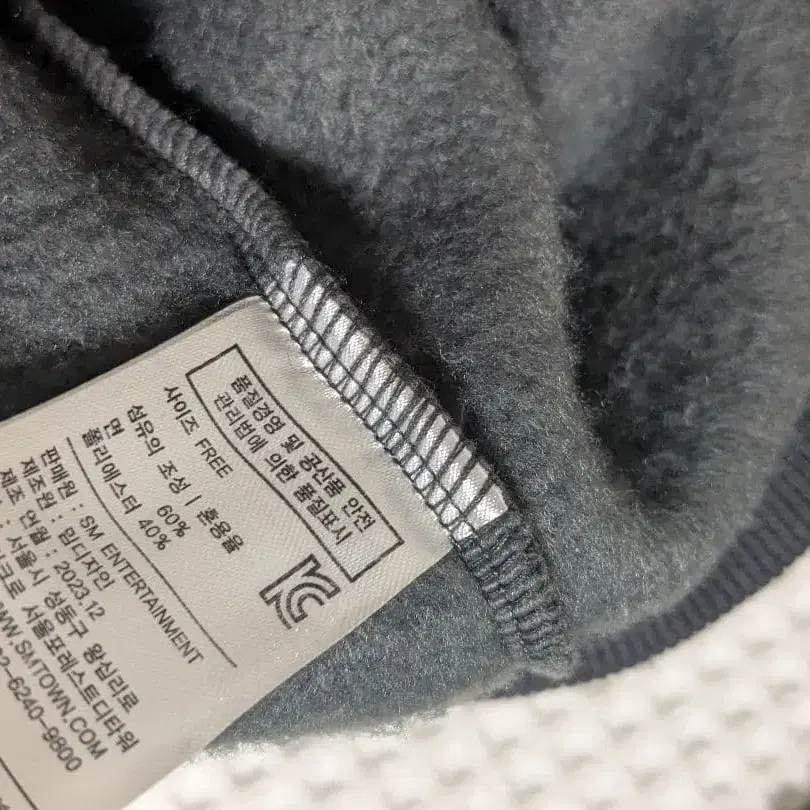 품질경영 및 공산품 안전
관리법에 의한 품질표시
사이즈 FREE
섬유의 조성 | 혼용율
면 60%
폴리에스터 40%
판매원 : SM ENTERTAINMENT
제조원 : 린디자인
제조 연월 : 2023.12
: 서울시 성동구 왕십리로
서울포레스트디타워
WWW.SMTOWN.COM
-6240-9800